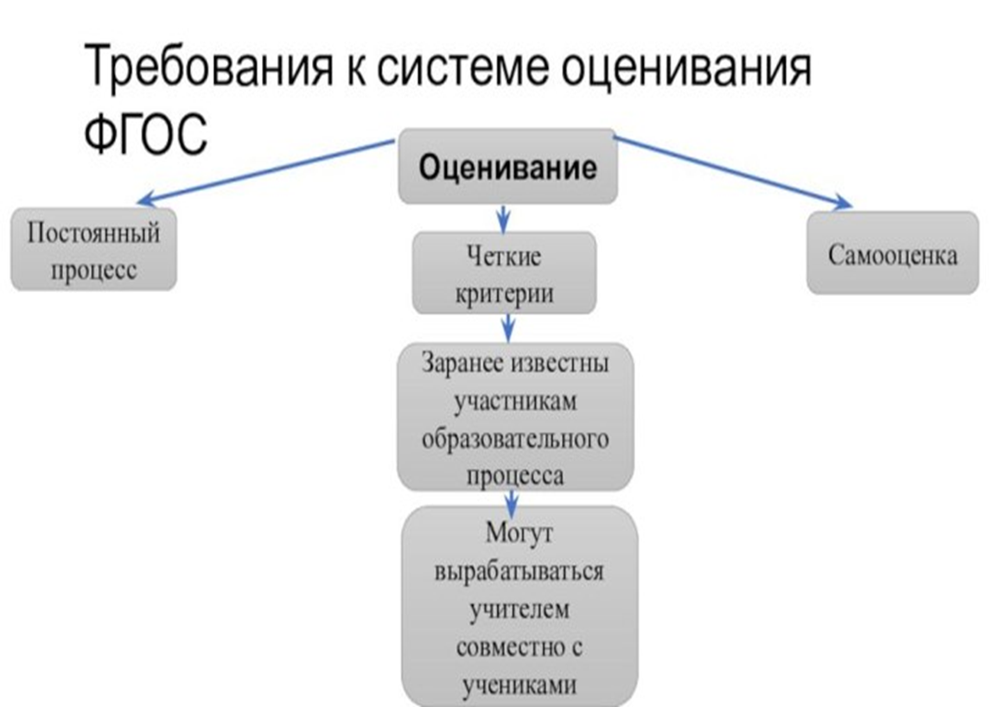 Требования к системе оценивания
ФГОС
Оценивание
Постоянный
процесс
Четкие
критерии
Самооценка
Заранее известны
участникам
образовательного
процесса
Могут
вырабатываться
учителем
совместно с
учениками